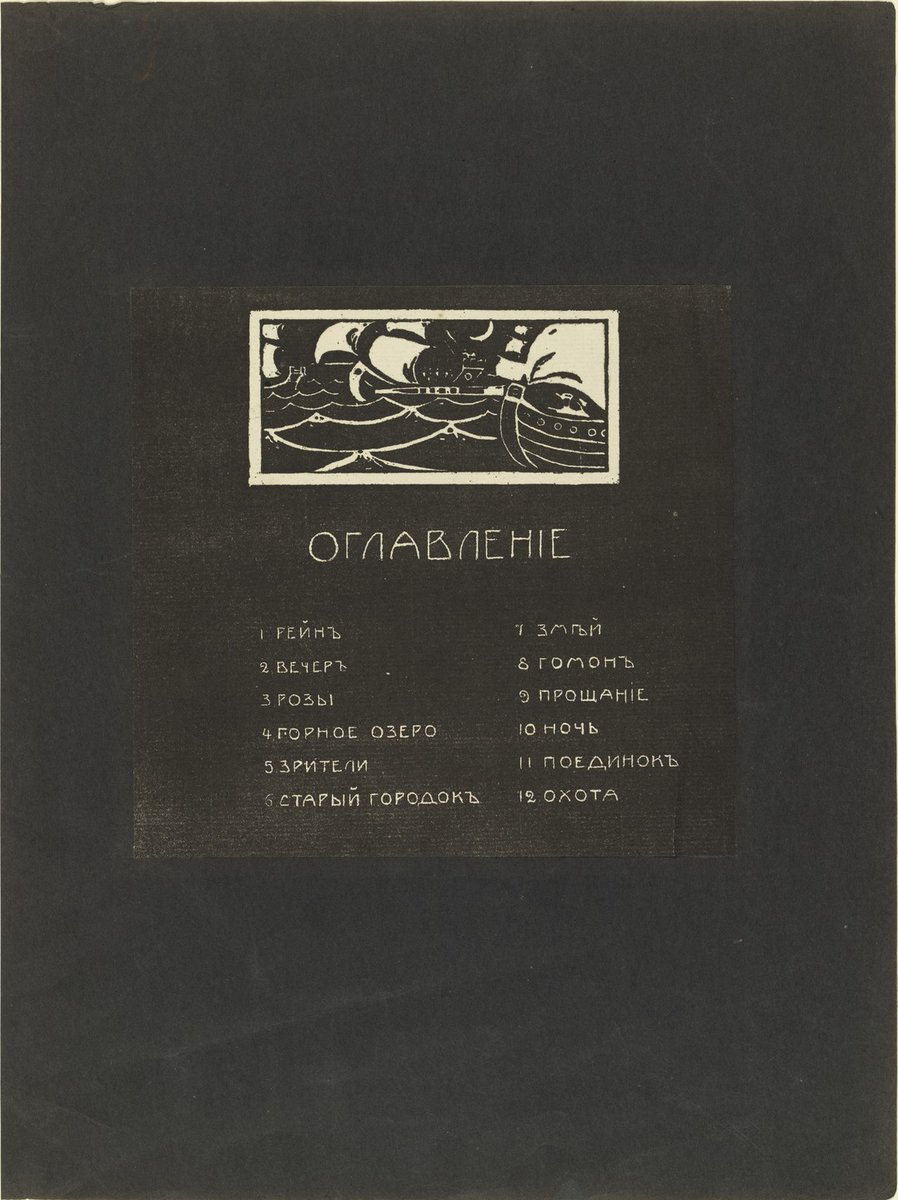 ОГЛАВЛЕНІЕ
1 РЕЙНЪ
2 ВЕЧЕРЪ
3 РОЗЫ
4 ГОРНОЕ ОЗЕРО
5 ЗРИТЕЛИ
6 СТАРЫЙ ГОРОДОКЪ
7 ЗМѢЙ
8 ГОМОНЪ
9 ПРОЩАНІЕ
10 НОЧЬ
11 ПОЕДИНОКЪ
12 ОХОТА